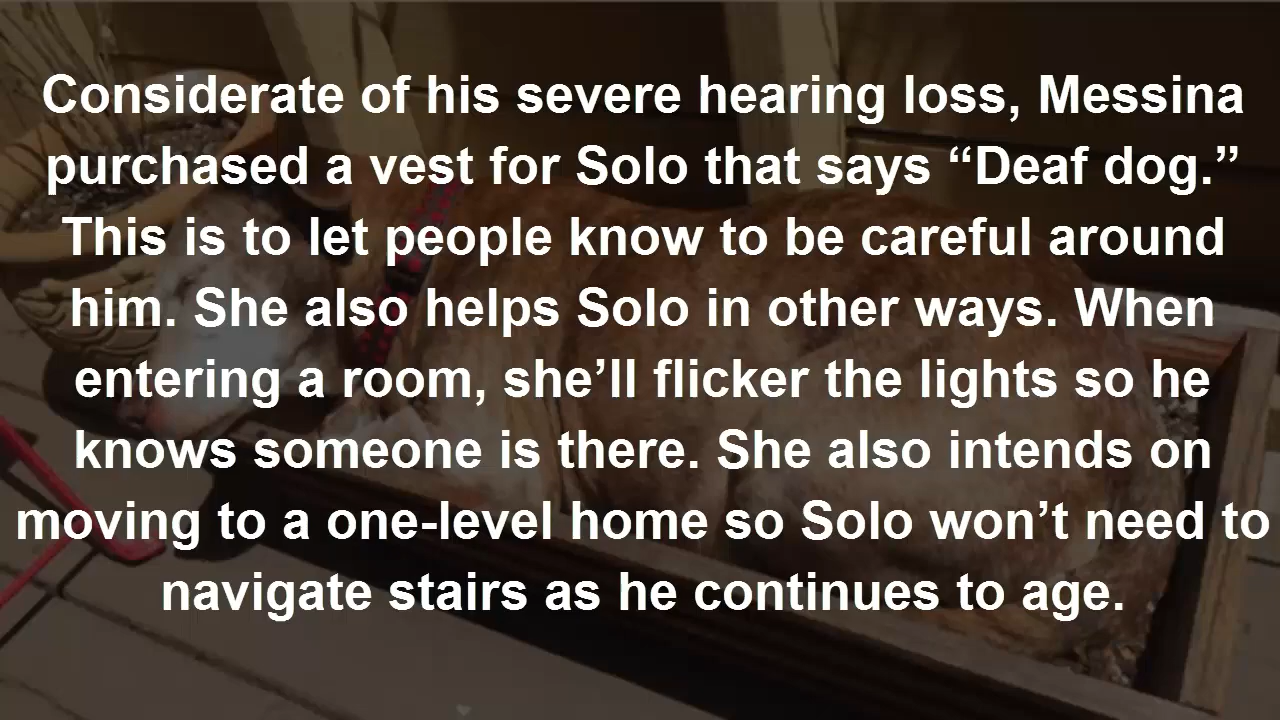 Considerate of his severe hearing loss, Messina
purchased a vest for Solo that says “Deaf dog.”
This is to let people know to be careful around
him. She also helps Solo in other ways. When
entering a room, she’ll flicker the lights so he
knows someone is there. She also intends on
moving to a one-level home so Solo won’t need to
navigate stairs as he continues to age.